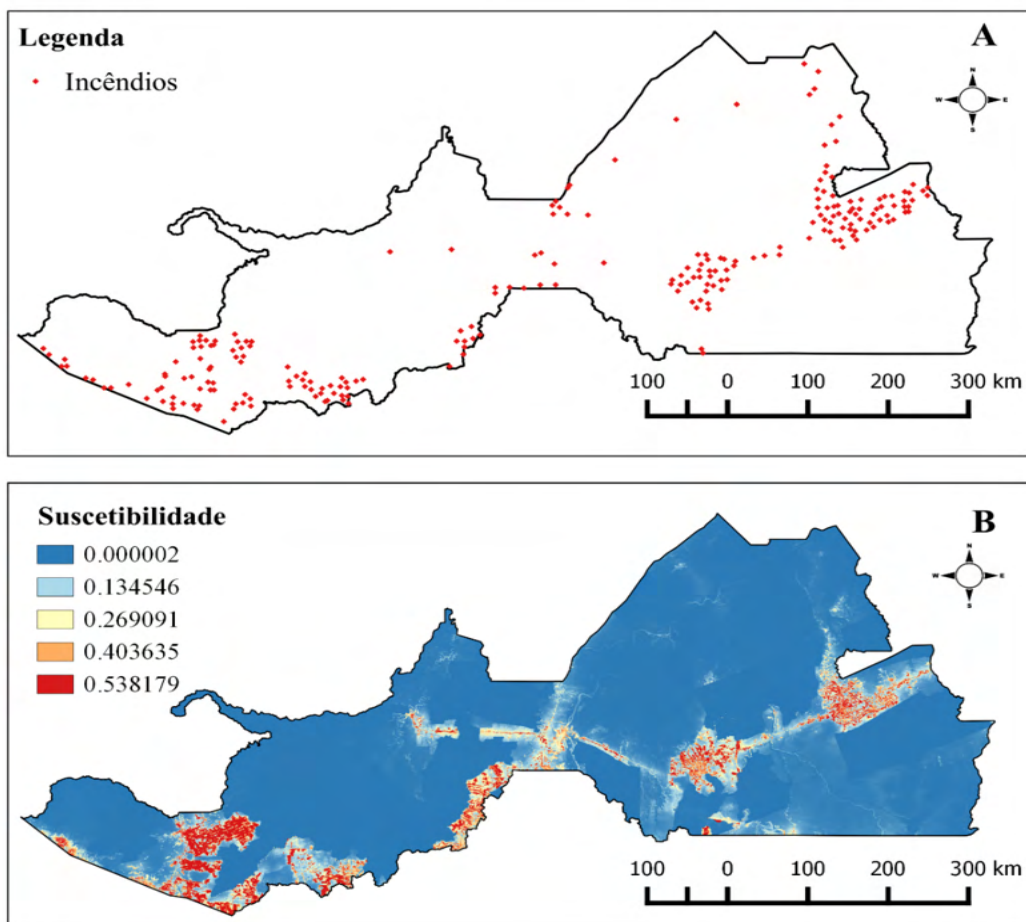 Legenda
Incêndios
A
N
W E
S
100 0 100 200 300 km
Suscetibilidade
0.000002
0.134546
0.269091
0.403635
0.538179
B
N
W E
S
100 0 100 200 300 km